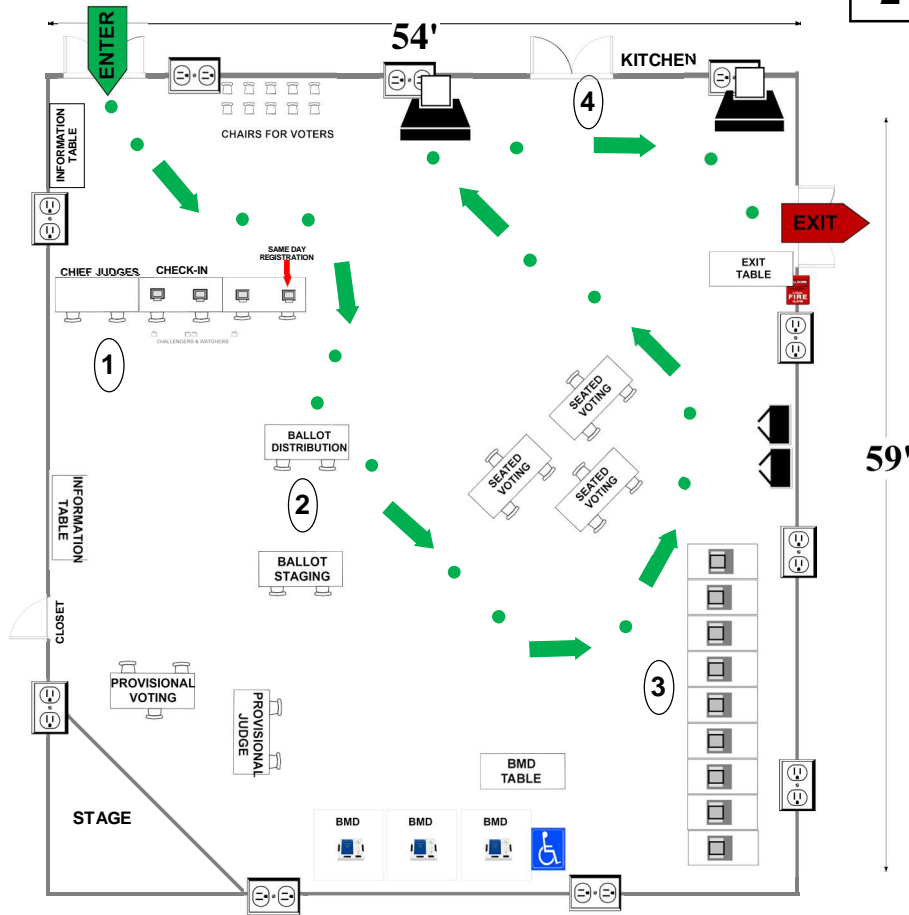 2
54'
ENTER
KITCHEN
4
INFORMATION
TABLE
CHAIRS FOR VOTERS
EXIT
SAME DAY
REGISTRATION
CHIEF JUDGES
CHECK-IN
EXIT
TABLE
FIRE
CHALLENGERS & WATCHERS
1
SEATED
VOTING
BALLOT
DISTRIBUTION
59'
SEATED
VOTING
SEATED
VOTING
2
INFORMATION
TABLE
BALLOT
STAGING
CLOSET
3
PROVISIONAL
VOTING
PROVISIONAL
JUDGE
BMD
TABLE
STAGE
BMD
BMD
BMD